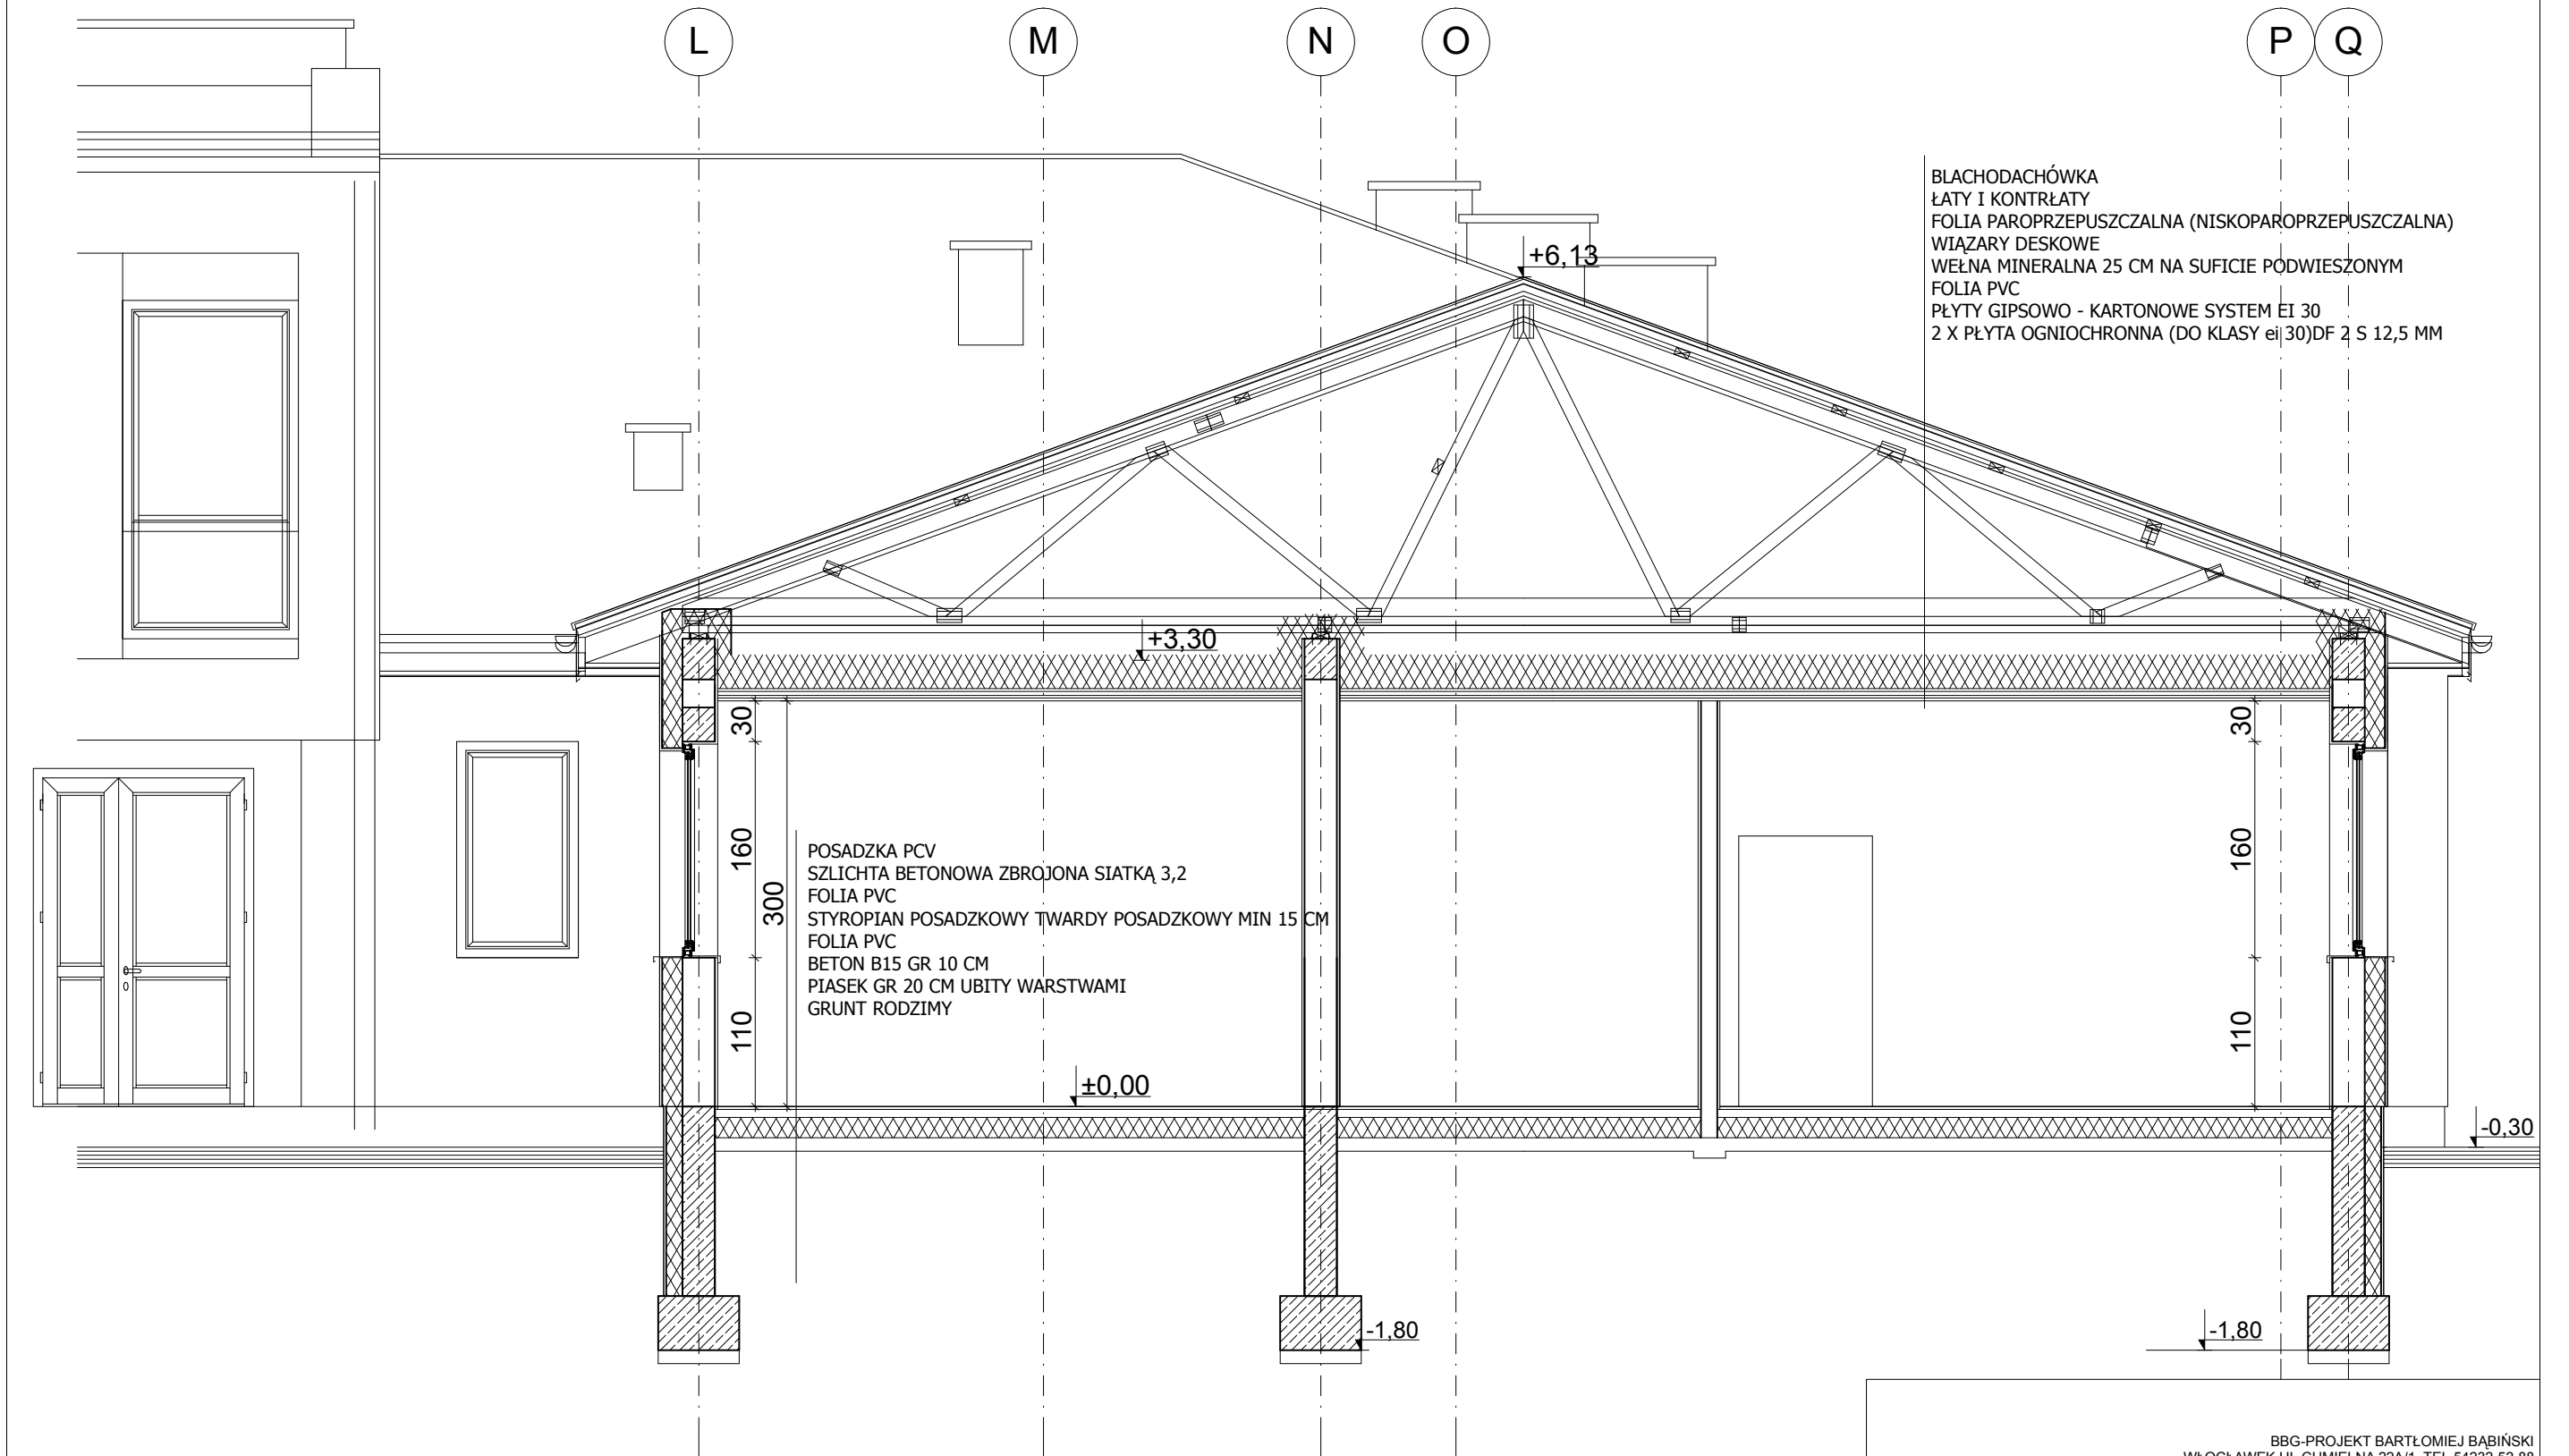 L M N O P Q
BLACHODACHÓWKA
ŁATY I KONTRŁATY
FOLIA PAROPRZEPUSZCZALNA (NISKOPAROPRZEPUSZCZALNA)
WIĄZARY DESKOWE
WEŁNA MINERALNA 25 CM NA SUFICIE PODWIESZONYM
FOLIA PVC
PŁYTY GIPSOWO - KARTONOWE SYSTEM EI 30
2 X PŁYTA OGNIOCHRONNA (DO KLASY ei 30)DF 2 S 12,5 MM
+6,13
+3,30
30
160
300
110
30
160
110
POSADZKA PCV
SZLICHTA BETONOWA ZBROJONA SIATKĄ 3,2
FOLIA PVC
STYROPIAN POSADZKOWY TWARDY POSADZKOWY MIN 15 CM
FOLIA PVC
BETON B15 GR 10 CM
PIASEK GR 20 CM UBITY WARSTWAMI
GRUNT RODZIMY
±0,00
-0,30
-1,80
-1,80
BBG-PROJEKT BARTŁOMIEJ BĄBIŃSKI